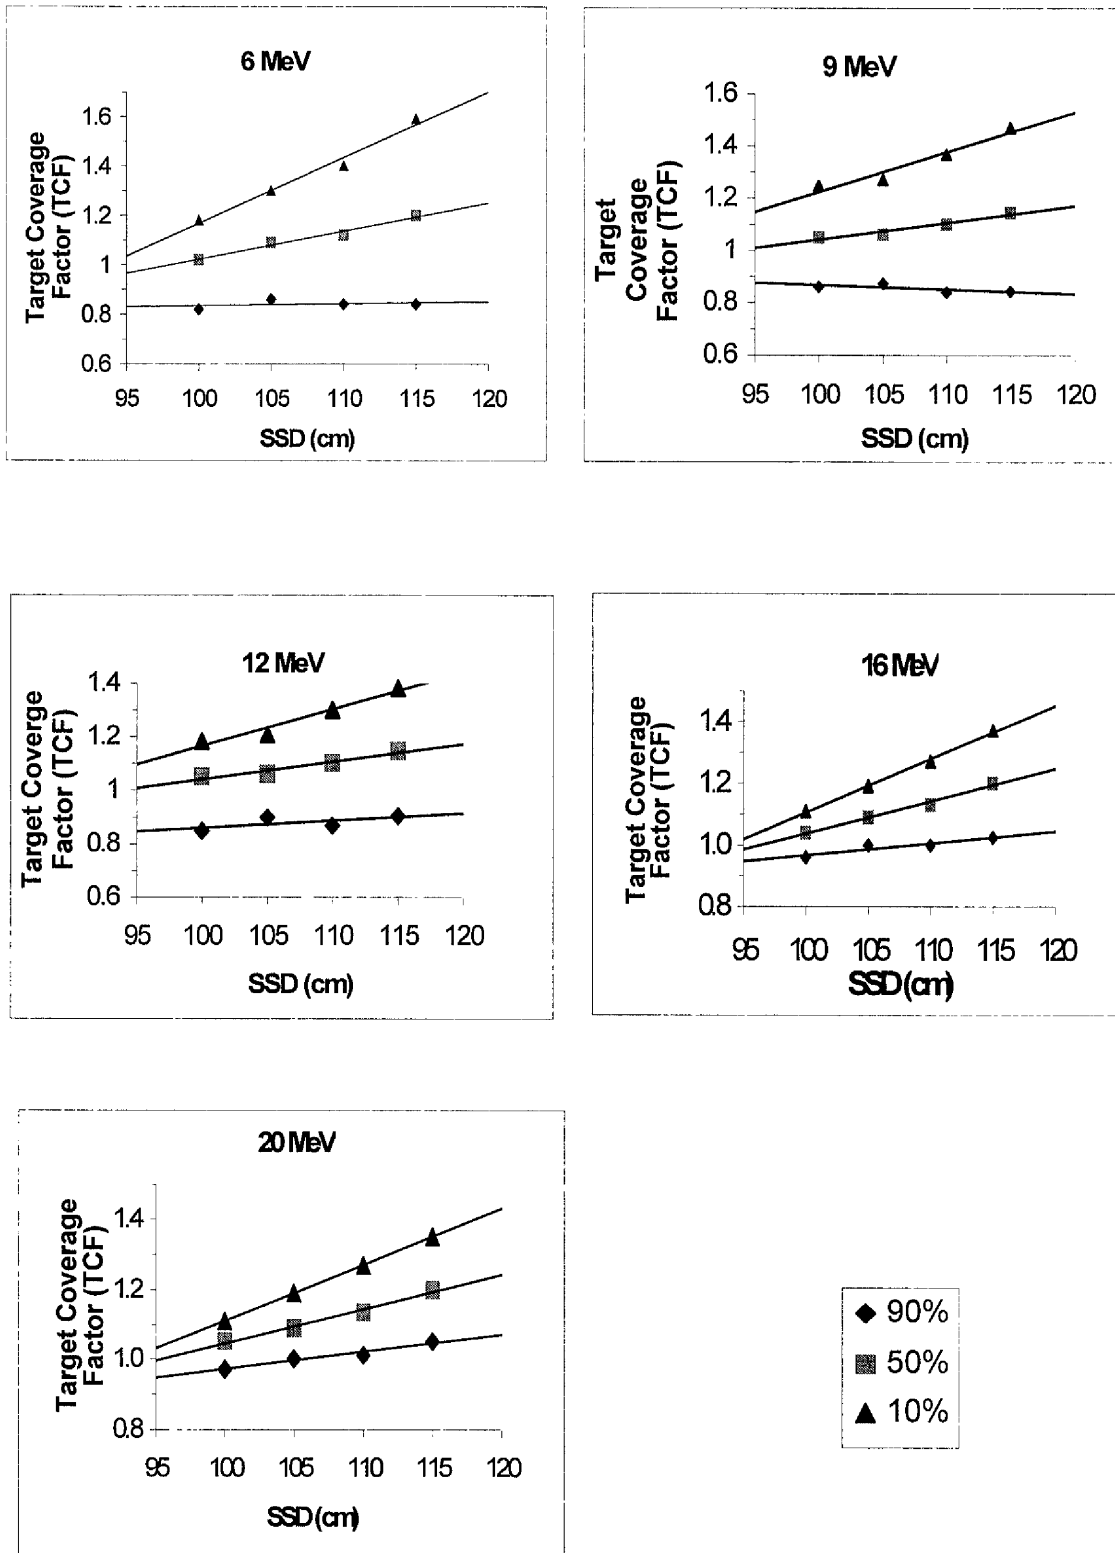 6 MeV
Target Coverage
Factor (TCF)
1.6
1.4
1.2
1
0.8
0.6
95 100 105 110 115 120
SSD (cm)
9 MeV
Target
Coverage
Factor (TCF)
1.6
1.4
1.2
1
0.8
0.6
95 100 105 110 115 120
SSD (cm)
12 MeV
Target Coverge
Factor (TCF)
1.4
1.2
1
0.8
0.6
95 100 105 110 115 120
SSD (cm)
16 MeV
Target Coverage
Factor (TCF)
1.4
1.2
1.0
0.8
95 100 105 110 115 120
SSD (cm)
20 MeV
Target Coverage
Factor (TCF)
1.4
1.2
1.0
0.8
95 100 105 110 115 120
SSD (cm)
90%
50%
10%